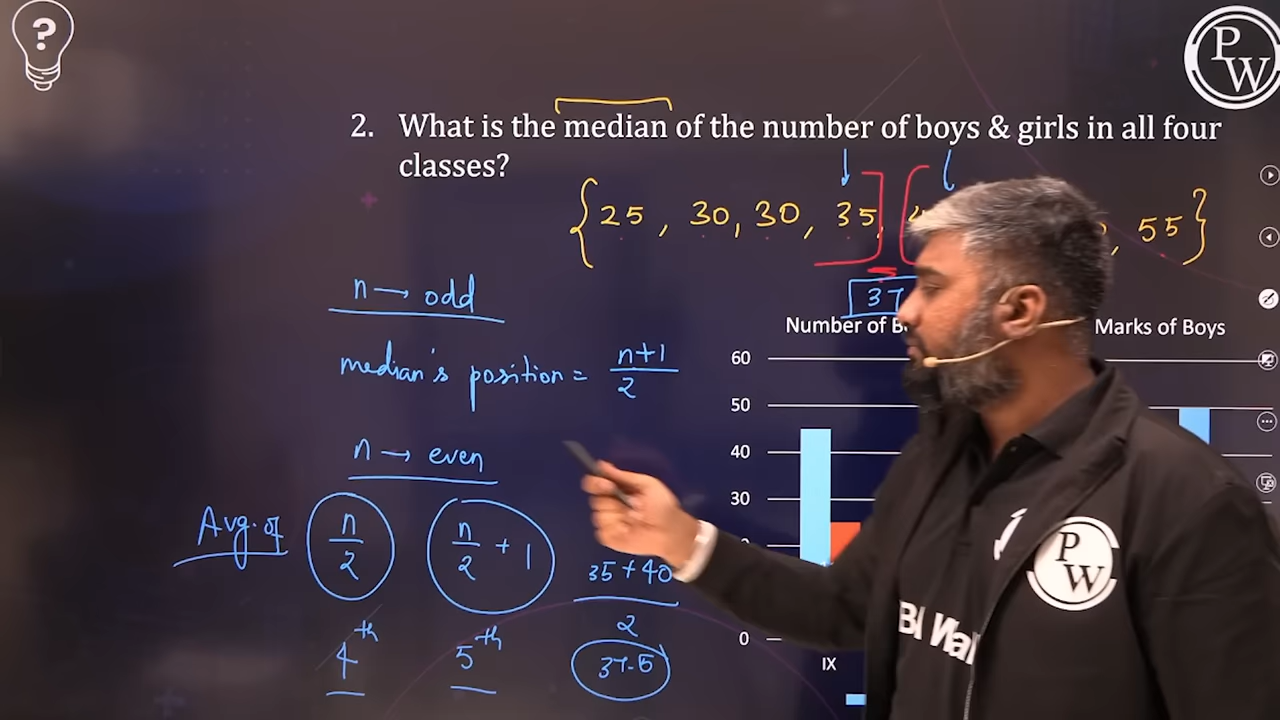 ?
PW
2. What is the median of the number of boys & girls in all four
classes?
{ 25 , 30, 30, 35, , 55 }
n → odd
37
Number of B
Marks of Boys
median's position = n+1
2
60
50
40
30
0
IX
n → even
Avg. of n/2 n/2 + 1
35 + 40
2
4th 5th 37.5
PW